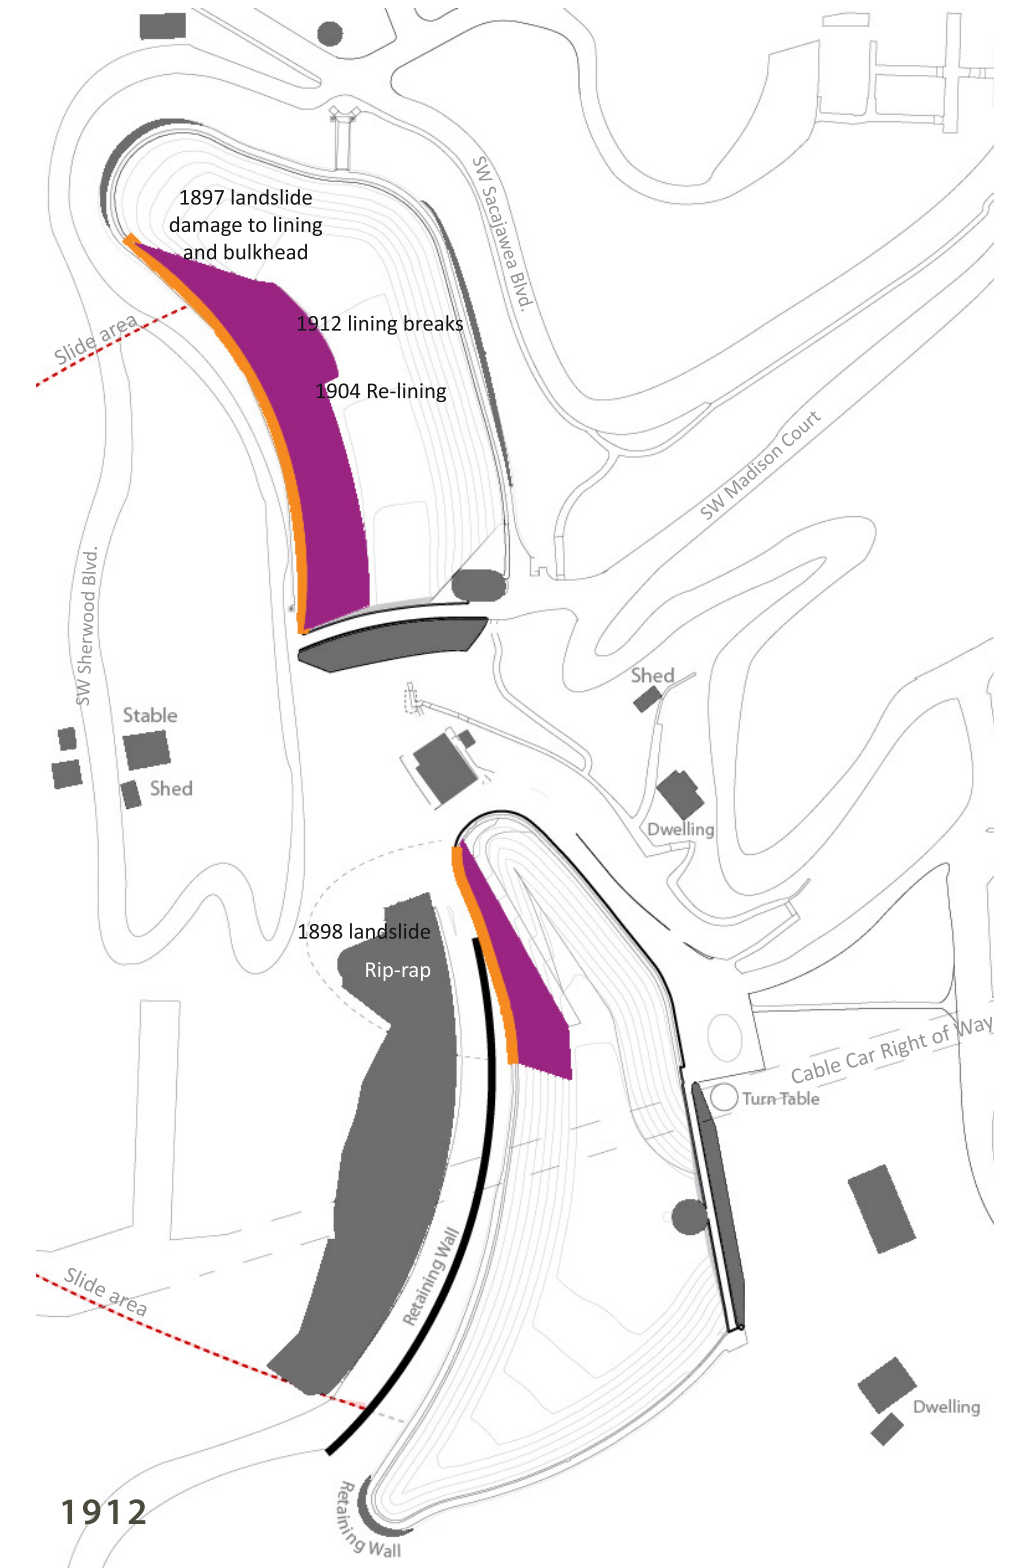 SW Sacajawea Blvd.
1897 landslide
damage to lining
and bulkhead
1912 lining breaks
Slide area
1904 Re-lining
SW Madison Court
SW Sherwood Blvd.
Shed
Stable
Shed
Dwelling
1898 landslide
Rip-rap
Cable Car Right of Way
Turn Table
Retaining Wall
Slide area
Dwelling
Retaining Wall
1912